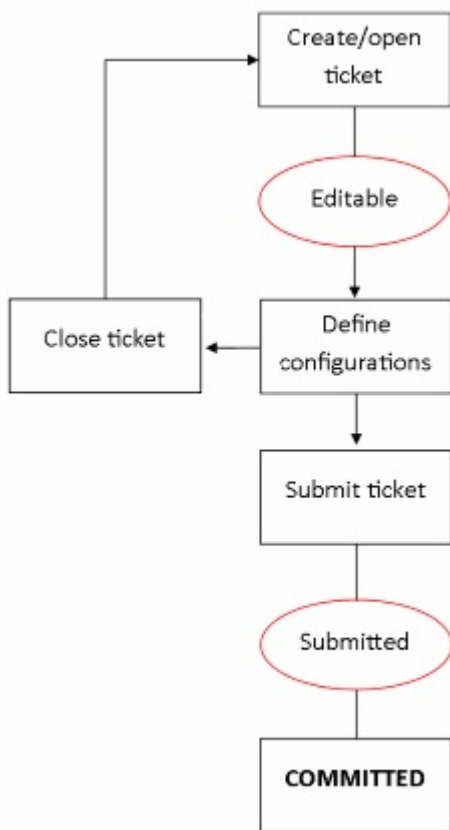 Create/open
ticket
Editable
Close ticket
Define
configurations
Submit ticket
Submitted
COMMITTED